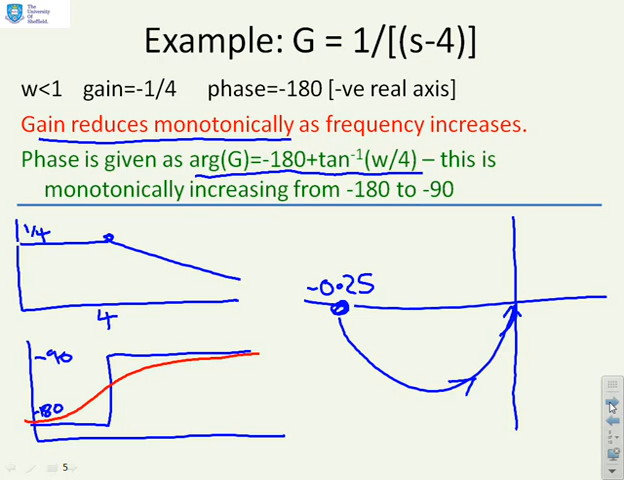 The
University
Of
Sheffield.
Example: G = 1/[(s-4)]
w<1 gain=-1/4 phase=-180 [-ve real axis]
Gain reduces monotonically as frequency increases.
Phase is given as arg(G)=-180+tan⁻¹(w/4) – this is
monotonically increasing from -180 to -90
1/4
4
-0.25
-90
-180
5